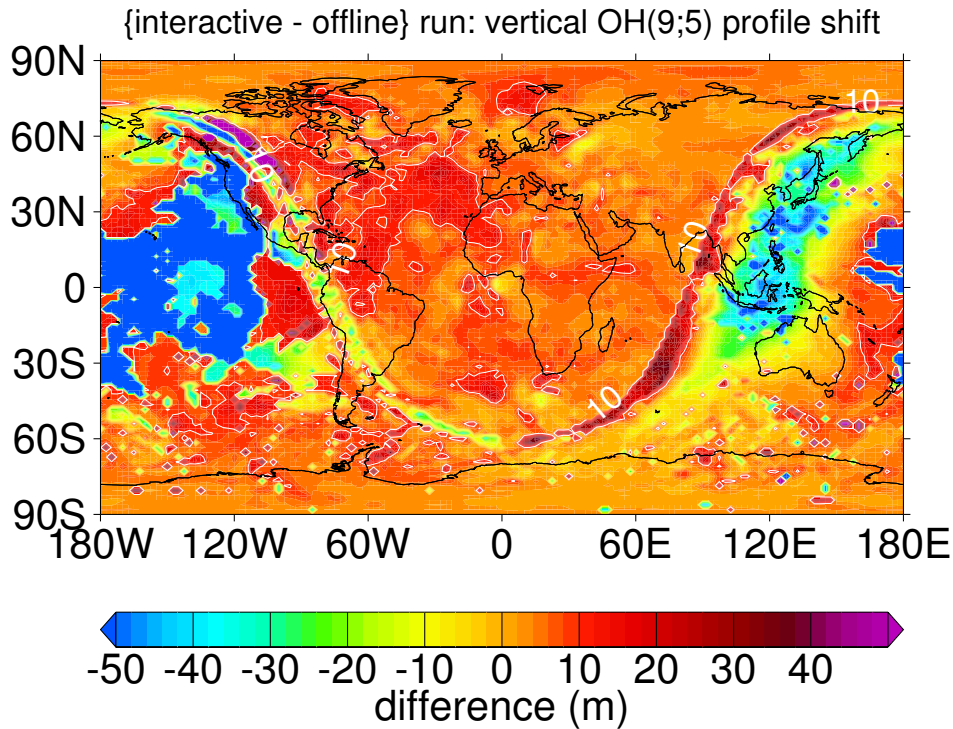 {interactive - offline} run: vertical OH(9;5) profile shift
90N
60N
30N
0
30S
60S
90S
10
10
10
10
10
180W 120W 60W 0 60E 120E 180E
-50 -40 -30 -20 -10 0 10 20 30 40
difference (m)